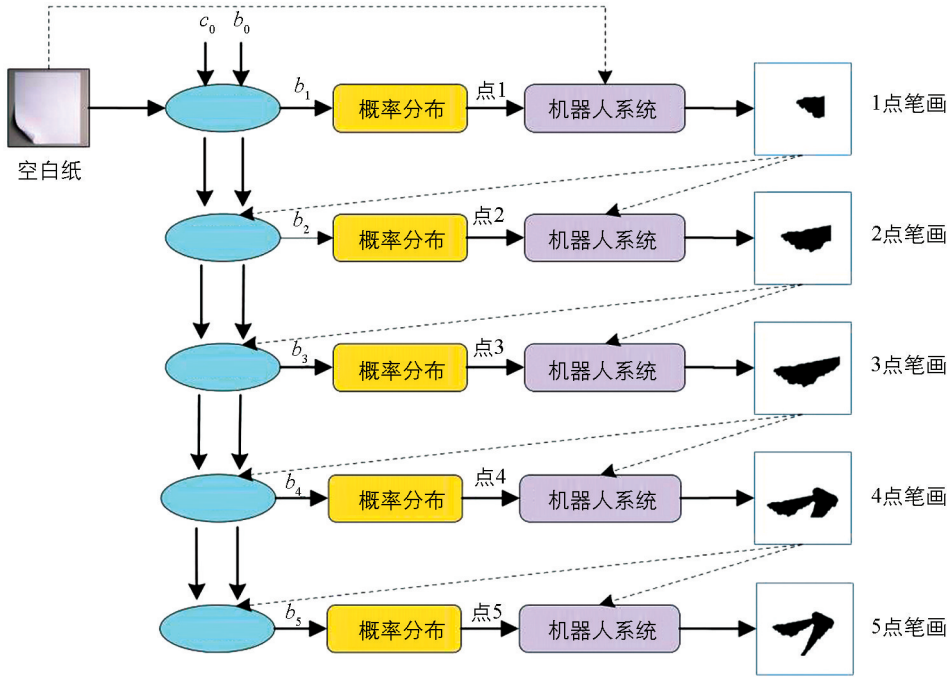 c₀ b₀
空白纸
b₁ 概率分布 点1 机器人系统 1点笔画
b₂ 概率分布 点2 机器人系统 2点笔画
b₃ 概率分布 点3 机器人系统 3点笔画
b₄ 概率分布 点4 机器人系统 4点笔画
b₅ 概率分布 点5 机器人系统 5点笔画